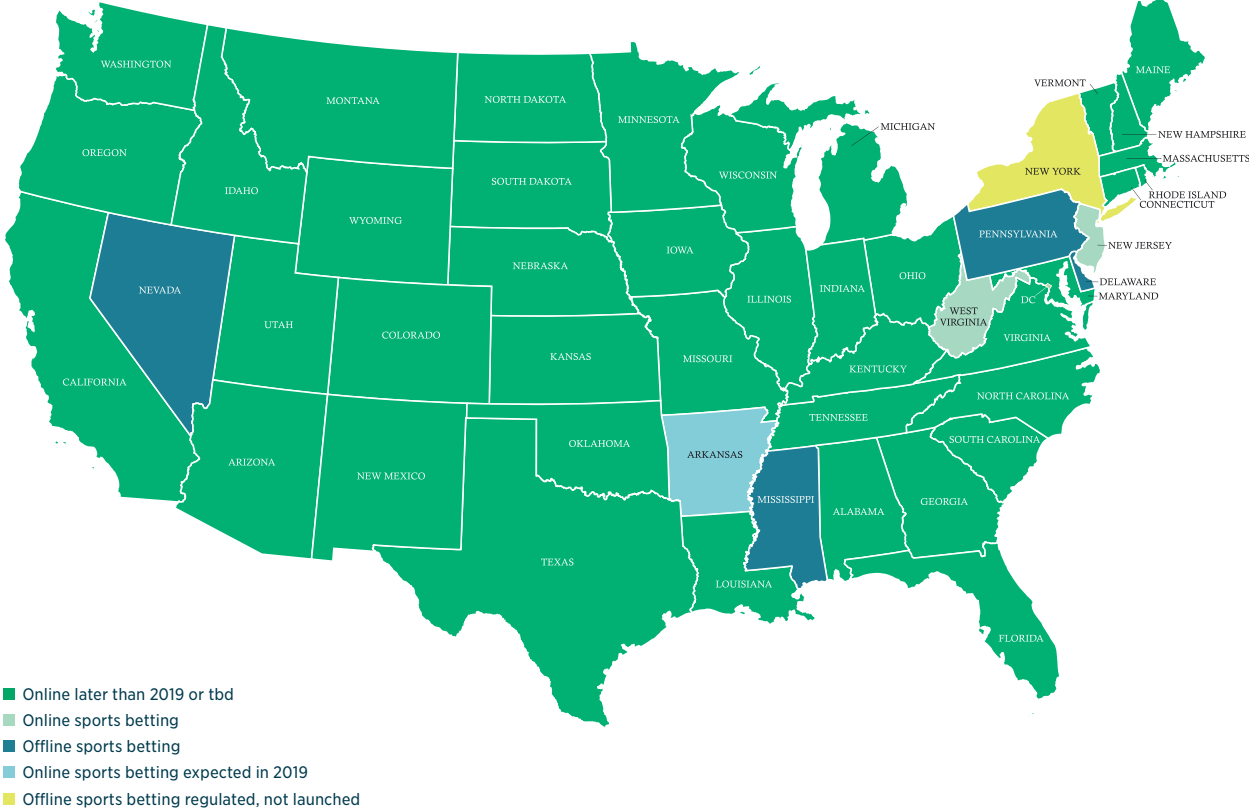 WASHINGTON
MONTANA
NORTH DAKOTA
MINNESOTA
VERMONT
MAINE
MICHIGAN
NEW HAMPSHIRE
MASSACHUSETTS
OREGON
IDAHO
SOUTH DAKOTA
WISCONSIN
NEW YORK
RHODE ISLAND
CONNECTICUT
WYOMING
PENNSYLVANIA
NEW JERSEY
IOWA
NEBRASKA
OHIO
DELAWARE
MARYLAND
NEVADA
INDIANA
ILLINOIS
DC
WEST
VIRGINIA
UTAH
COLORADO
VIRGINIA
KANSAS
MISSOURI
KENTUCKY
CALIFORNIA
NORTH CAROLINA
TENNESSEE
SOUTH CAROLINA
OKLAHOMA
ARKANSAS
ARIZONA
NEW MEXICO
MISSISSIPPI
GEORGIA
ALABAMA
TEXAS
LOUISIANA
FLORIDA
Online later than 2019 or tbd
Online sports betting
Offline sports betting
Online sports betting expected in 2019
Offline sports betting regulated, not launched